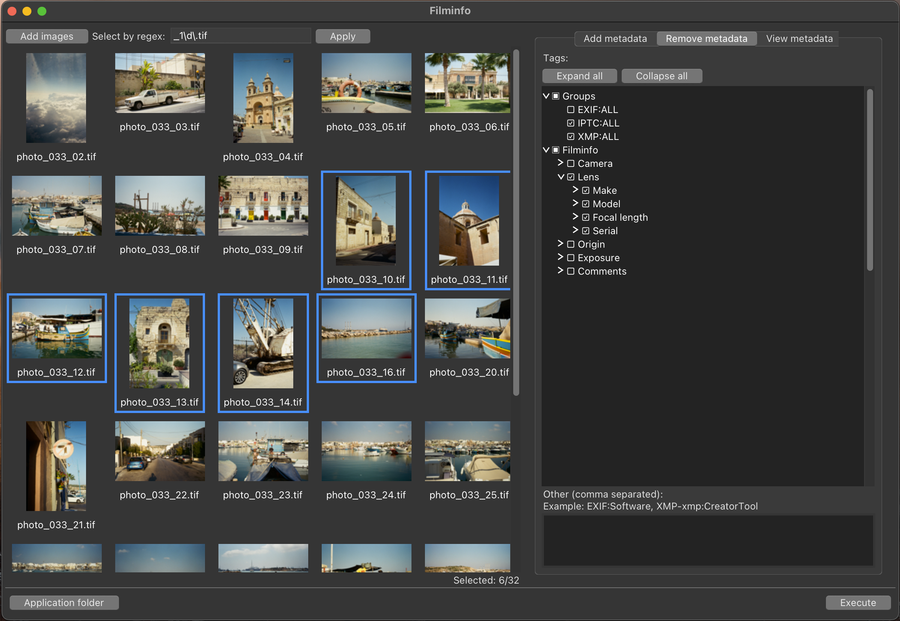 Filminfo
Add images Select by regex: _1\d\.tif Apply
photo_033_02.tif
photo_033_03.tif
photo_033_04.tif
photo_033_05.tif
photo_033_06.tif
photo_033_07.tif
photo_033_08.tif
photo_033_09.tif
photo_033_10.tif
photo_033_11.tif
photo_033_12.tif
photo_033_13.tif
photo_033_14.tif
photo_033_16.tif
photo_033_20.tif
photo_033_21.tif
photo_033_22.tif
photo_033_23.tif
photo_033_24.tif
photo_033_25.tif
Selected: 6/32
Add metadata Remove metadata View metadata
Tags:
Expand all Collapse all
Groups
EXIF:ALL
IPTC:ALL
XMP:ALL
Filminfo
Camera
Lens
Make
Model
Focal length
Serial
Origin
Exposure
Comments
Other (comma separated):
Example: EXIF:Software, XMP-xmp:CreatorTool
Application folder Execute